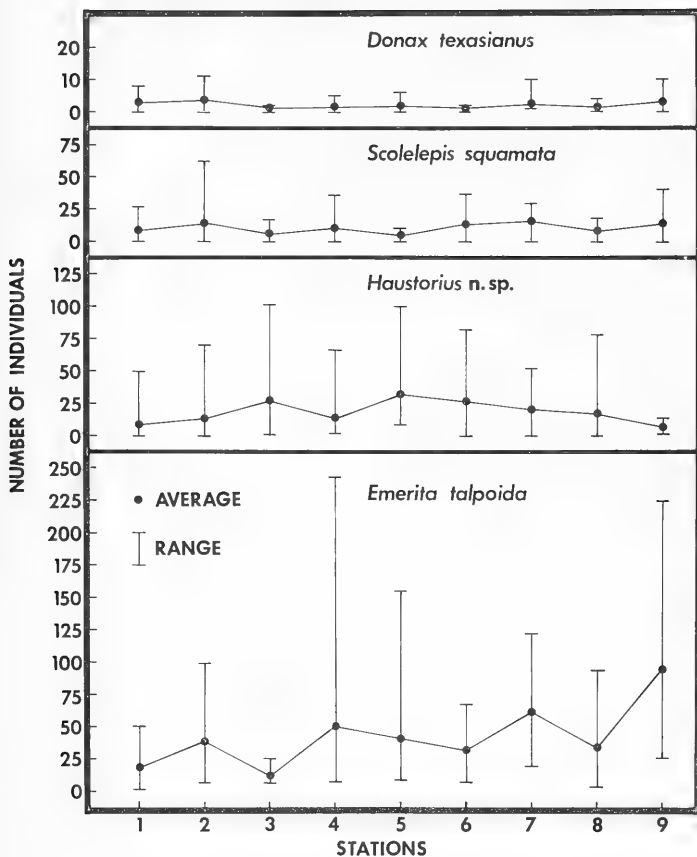 Donax texasianus
20
10
0
Scolelepis squamata
75
50
25
0
Haustorius n.sp.
125
100
75
50
25
0
NUMBER OF INDIVIDUALS
Emerita talpoida
250
225
200
175
150
125
100
75
50
25
0
AVERAGE
RANGE
1 2 3 4 5 6 7 8 9
STATIONS